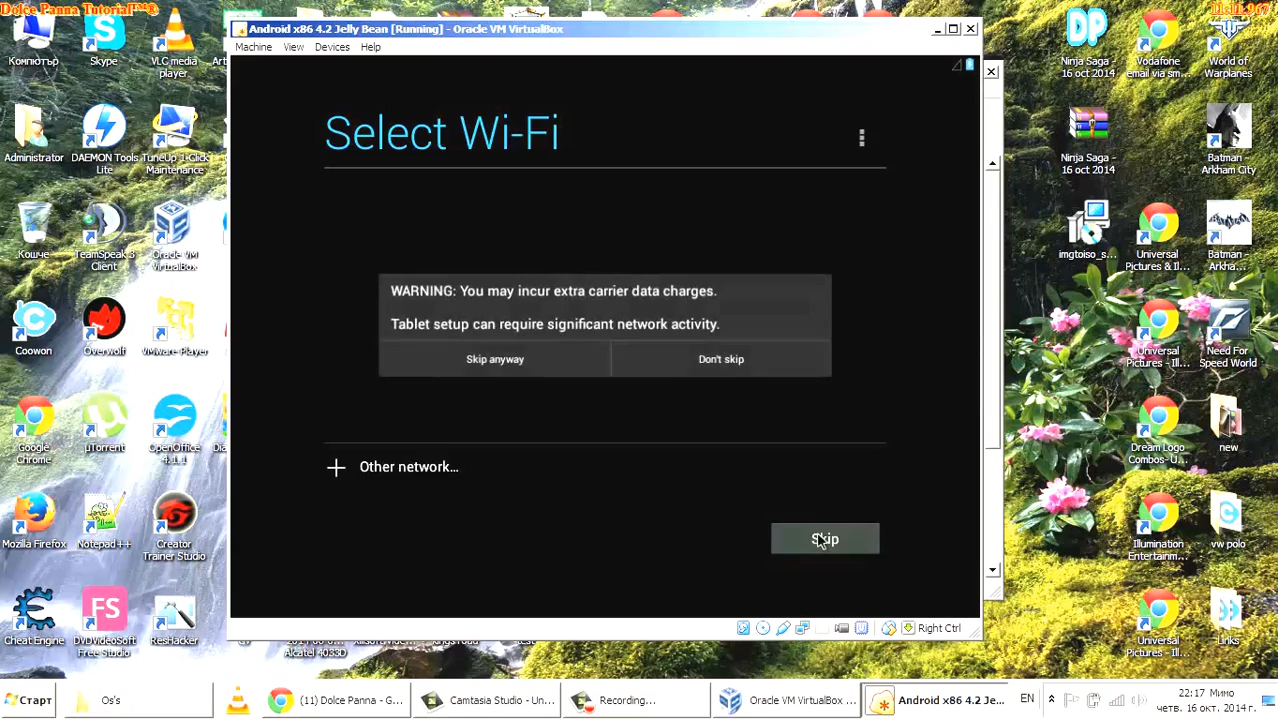 Dolce Panna Tutorial™®
11:11.967
Android x86 4.2 Jelly Bean [Running] - Oracle VM VirtualBox
Machine View Devices Help
Select Wi-Fi
WARNING: You may incur extra carrier data charges.
Tablet setup can require significant network activity.
Skip anyway
Don't skip
Other network...
Skip
Right Ctrl
Компютър
Skype
VLC media player
Administrator
DAEMON Tools Lite
TuneUp 1-Click Maintenance
Кошче
TeamSpeak 3 Client
Oracle VM VirtualBox
Coowon
Overwolf
VMware Player
Google Chrome
µTorrent
OpenOffice 4.1.1
Mozilla Firefox
Notepad++
Creator Trainer Studio
Cheat Engine
FS
DVDVideoSoft Free Studio
ResHacker
Alcatel 4033D
DP
Ninja Saga - 16 oct 2014
Vodafone email via sm...
World of Warplanes
Ninja Saga - 16 oct 2014
Batman - Arkham City
imgtoiso_s...
Universal Pictures & Ill...
Batman - Arkha...
Universal Pictures - Ill...
Need For Speed World
Dream Logo Combos- U...
new
Illumination Entertainm...
vw polo
Universal Pictures - Ill...
Links
Старт
Os's
(11) Dolce Panna - G...
Camtasia Studio - Un...
Recording...
Oracle VM VirtualBox ...
Android x86 4.2 Je...
EN
22:17 Мино
четв. 16 окт. 2014 г.